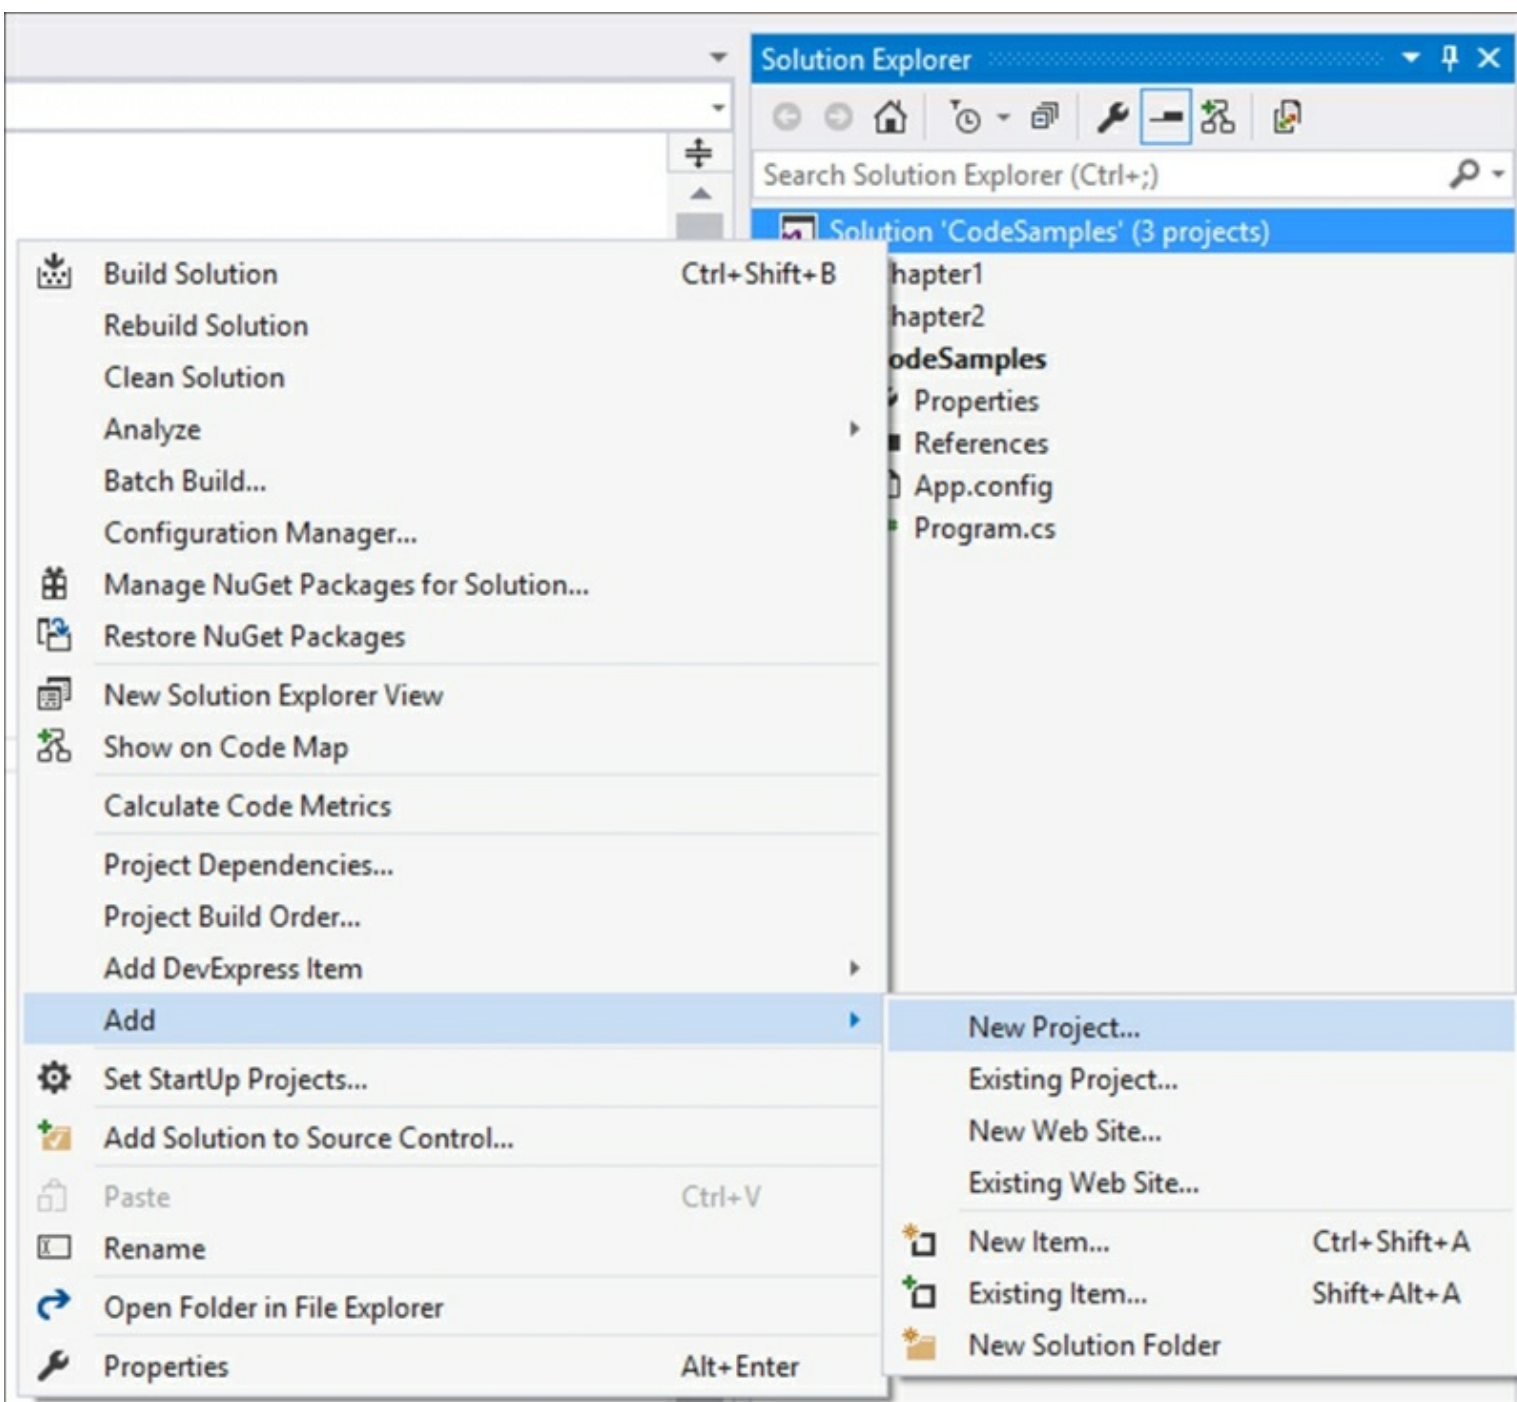 Solution Explorer
Search Solution Explorer (Ctrl+;)
Solution 'CodeSamples' (3 projects)
hapter1
hapter2
odeSamples
Properties
References
App.config
Program.cs
Build Solution Ctrl+Shift+B
Rebuild Solution
Clean Solution
Analyze
Batch Build...
Configuration Manager...
Manage NuGet Packages for Solution...
Restore NuGet Packages
New Solution Explorer View
Show on Code Map
Calculate Code Metrics
Project Dependencies...
Project Build Order...
Add DevExpress Item
Add
Set StartUp Projects...
Add Solution to Source Control...
Paste Ctrl+V
Rename
Open Folder in File Explorer
Properties Alt+Enter
New Project...
Existing Project...
New Web Site...
Existing Web Site...
New Item... Ctrl+Shift+A
Existing Item... Shift+Alt+A
New Solution Folder